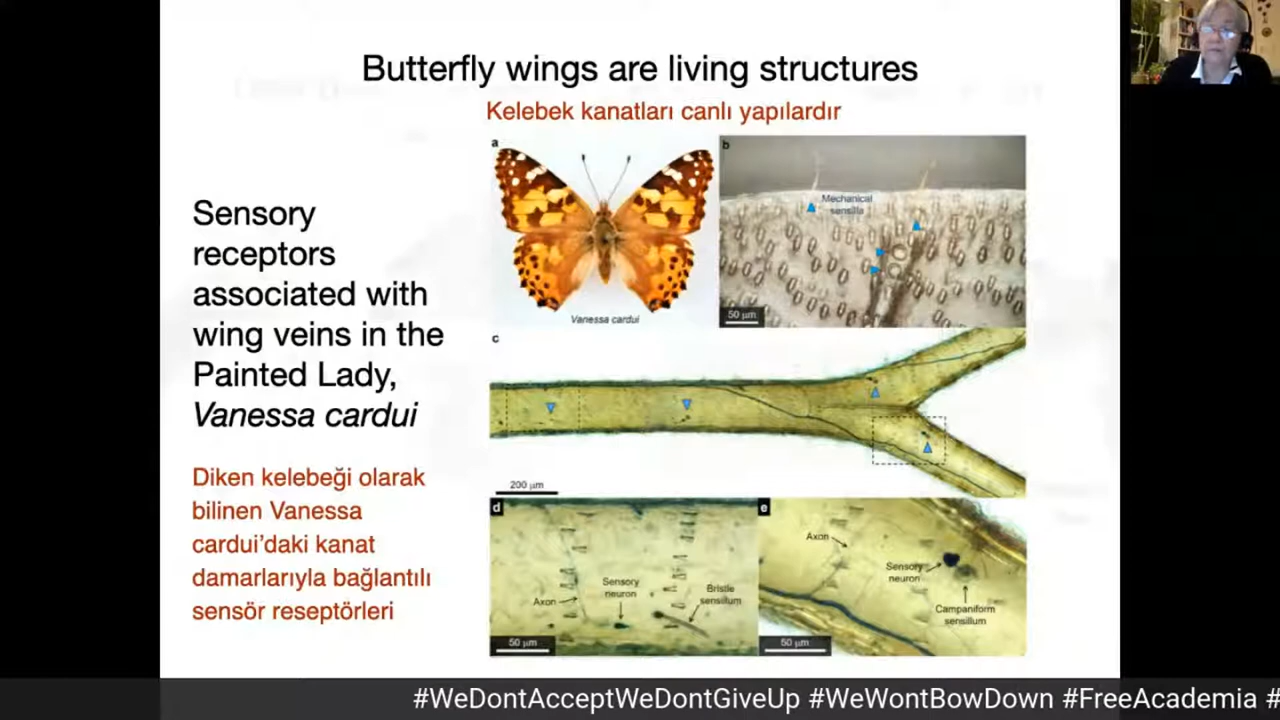 Butterfly wings are living structures
Kelebek kanatları canlı yapılardır
Sensory
receptors
associated with
wing veins in the
Painted Lady,
Vanessa cardui
Diken kelebeği olarak
bilinen Vanessa
cardui’daki kanat
damarlarıyla bağlantılı
sensör reseptörleri
a
Vanessa cardui
b
Mechanical
sensilla
50 µm
c
200 µm
d
Axon
Sensory
neuron
Bristle
sensillum
50 µm
e
Axon
Sensory
neuron
Campaniform
sensillum
50 µm
#WeDontAcceptWeDontGiveUp #WeWontBowDown #FreeAcademia #